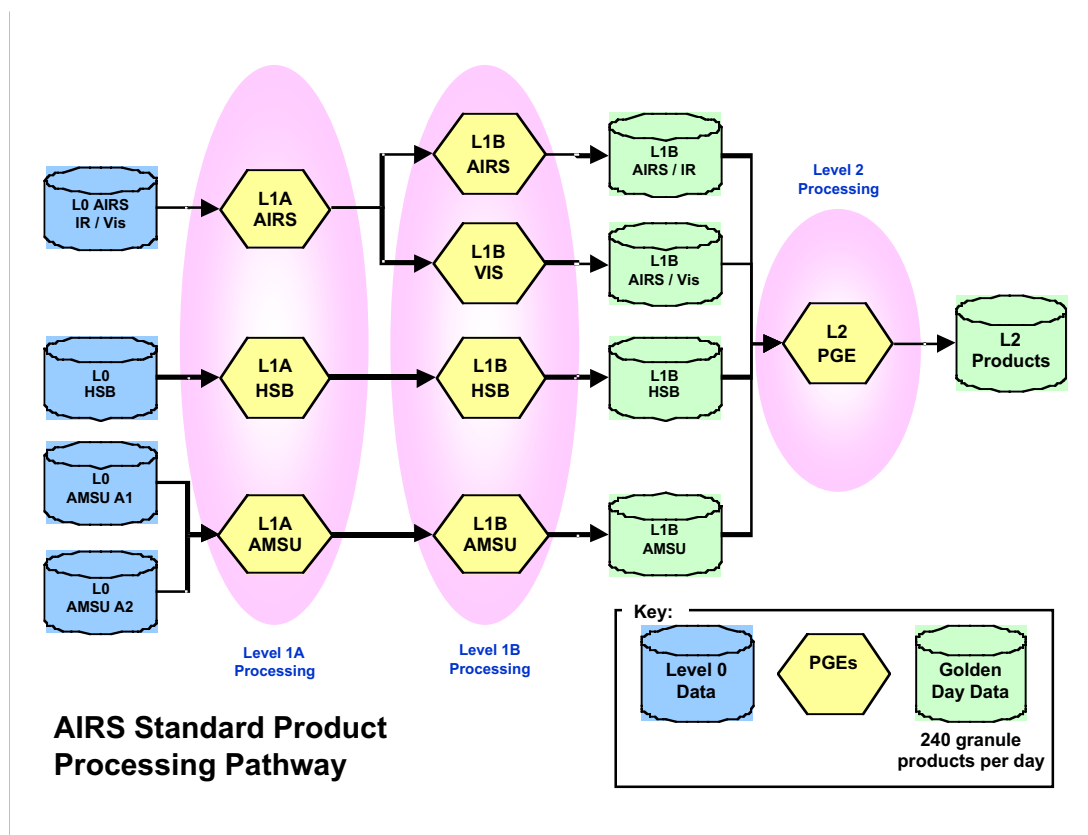 L0 AIRS
IR / Vis
L1A
AIRS
L1B
AIRS
L1B
AIRS / IR
L1B
VIS
L1B
AIRS / Vis
Level 2
Processing
L0
HSB
L1A
HSB
L1B
HSB
L1B
HSB
L2
PGE
L2
Products
L0
AMSU A1
L0
AMSU A2
L1A
AMSU
L1B
AMSU
L1B
AMSU
Level 1A
Processing
Level 1B
Processing
Key:
Level 0
Data
PGEs
Golden
Day Data
240 granule
products per day
AIRS Standard Product
Processing Pathway